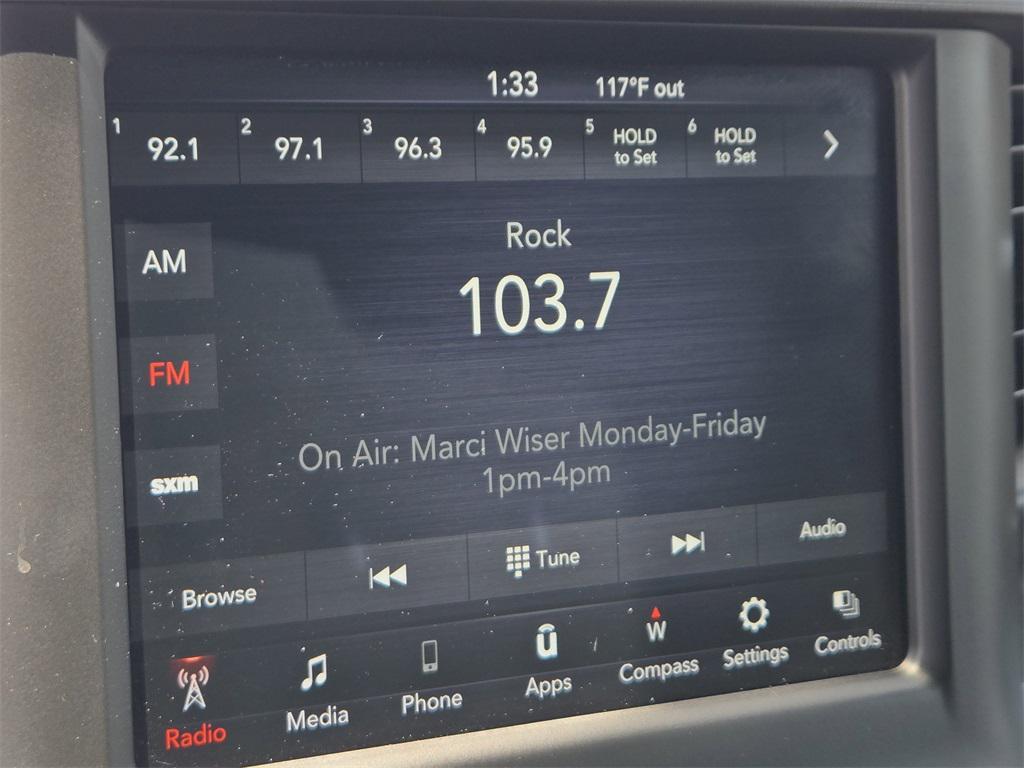 1:33 117°F out
1 92.1 2 97.1 3 96.3 4 95.9 5 HOLD to Set 6 HOLD to Set
Rock
AM
103.7
FM
On Air: Marci Wiser Monday-Friday
1pm-4pm
sxm
Browse Tune Audio
W
Radio Media Phone Apps Compass Settings Controls